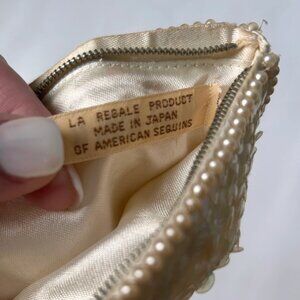 LA REGALE PRODUCT
MADE IN JAPAN
OF AMERICAN SEQUINS